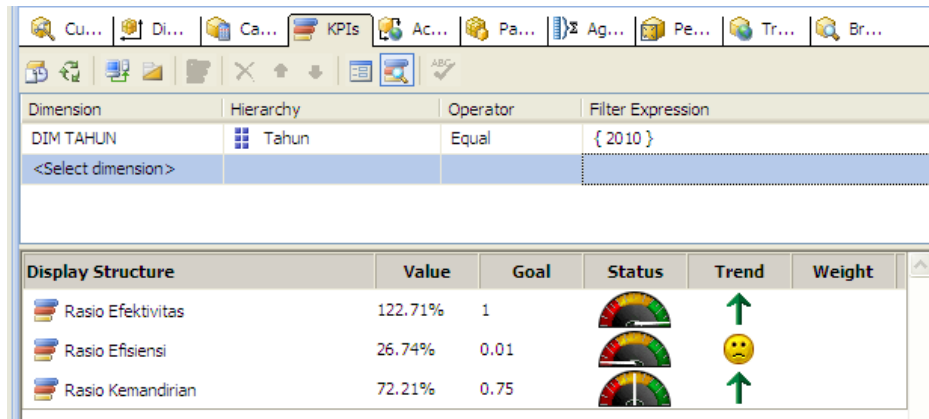 Cu... Di... Ca... KPIs Ac... Pa... Ag... Pe... Tr... Br...
ABC
Dimension Hierarchy Operator Filter Expression
DIM TAHUN Tahun Equal { 2010 }
<Select dimension>
Display Structure Value Goal Status Trend Weight
Rasio Efektivitas 122.71% 1
Rasio Efisiensi 26.74% 0.01
Rasio Kemandirian 72.21% 0.75